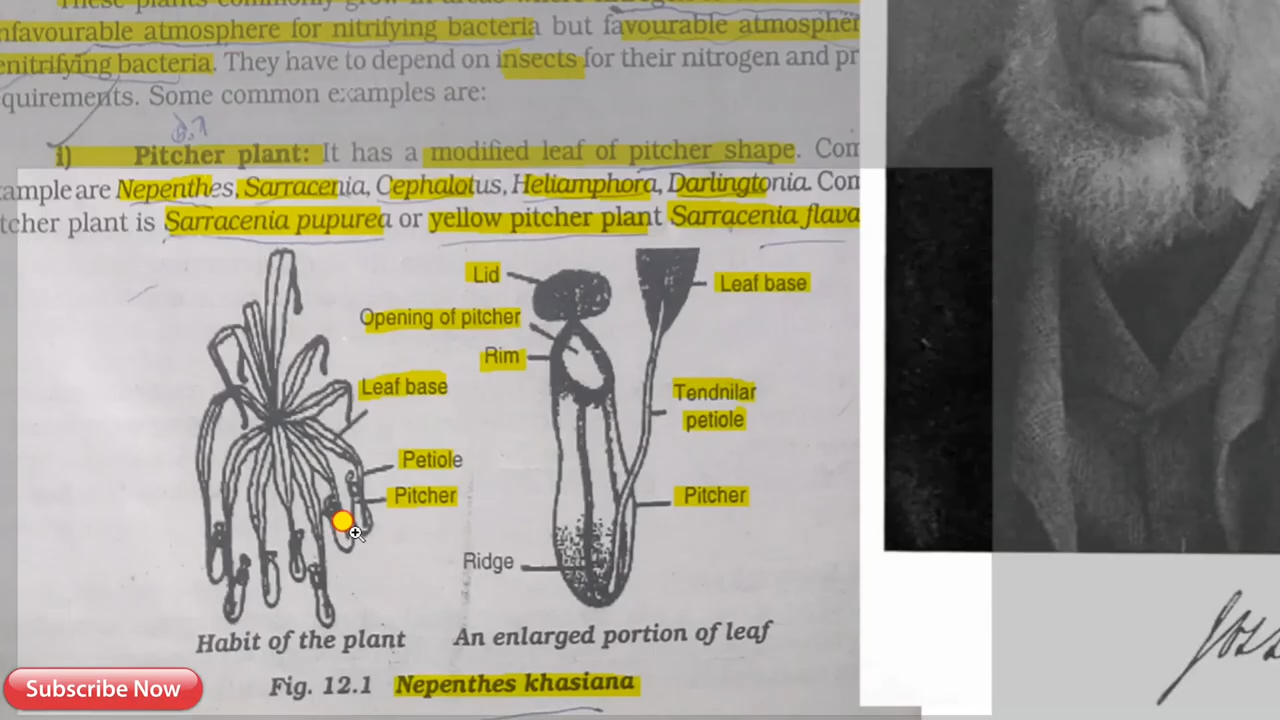 These plants commonly grow in areas where
nfavourable atmosphere for nitrifying bacteria but favourable atmospher
enitrifying bacteria. They have to depend on insects for their nitrogen and pr
quirements. Some common examples are:
i) Pitcher plant: It has a modified leaf of pitcher shape. Com
ample are Nepenthes, Sarracenia, Cephalotus, Heliamphora, Darlingtonia. Com
tcher plant is Sarracenia pupurea or yellow pitcher plant Sarracenia flava
Lid
Leaf base
Opening of pitcher
Rim
Leaf base
Tendnilar
petiole
Petiole
Pitcher
Pitcher
Ridge
Habit of the plant
An enlarged portion of leaf
Fig. 12.1 Nepenthes khasiana
Subscribe Now